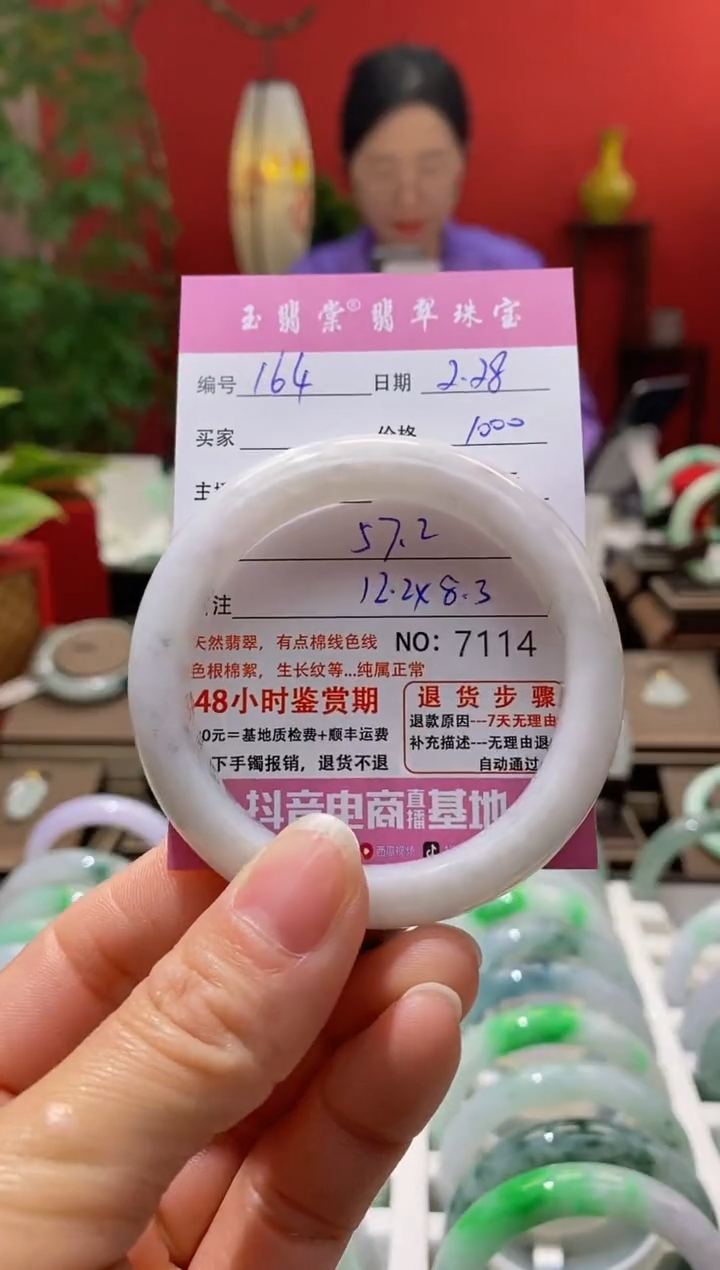 玉翡棠®翡翠珠宝
编号 164 日期 2.28
买家 价格 1000
主
57.2
注 12.2x8.3
天然翡翠，有点棉线色线 NO：7114
色根棉絮，生长纹等...纯属正常
48小时鉴赏期
退货步骤
0元＝基地质检费+顺丰运费
退款原因---7天无理由
下手镯报销，退货不退
补充描述---无理由退
自动通过
抖音电商直播基地
西瓜视频